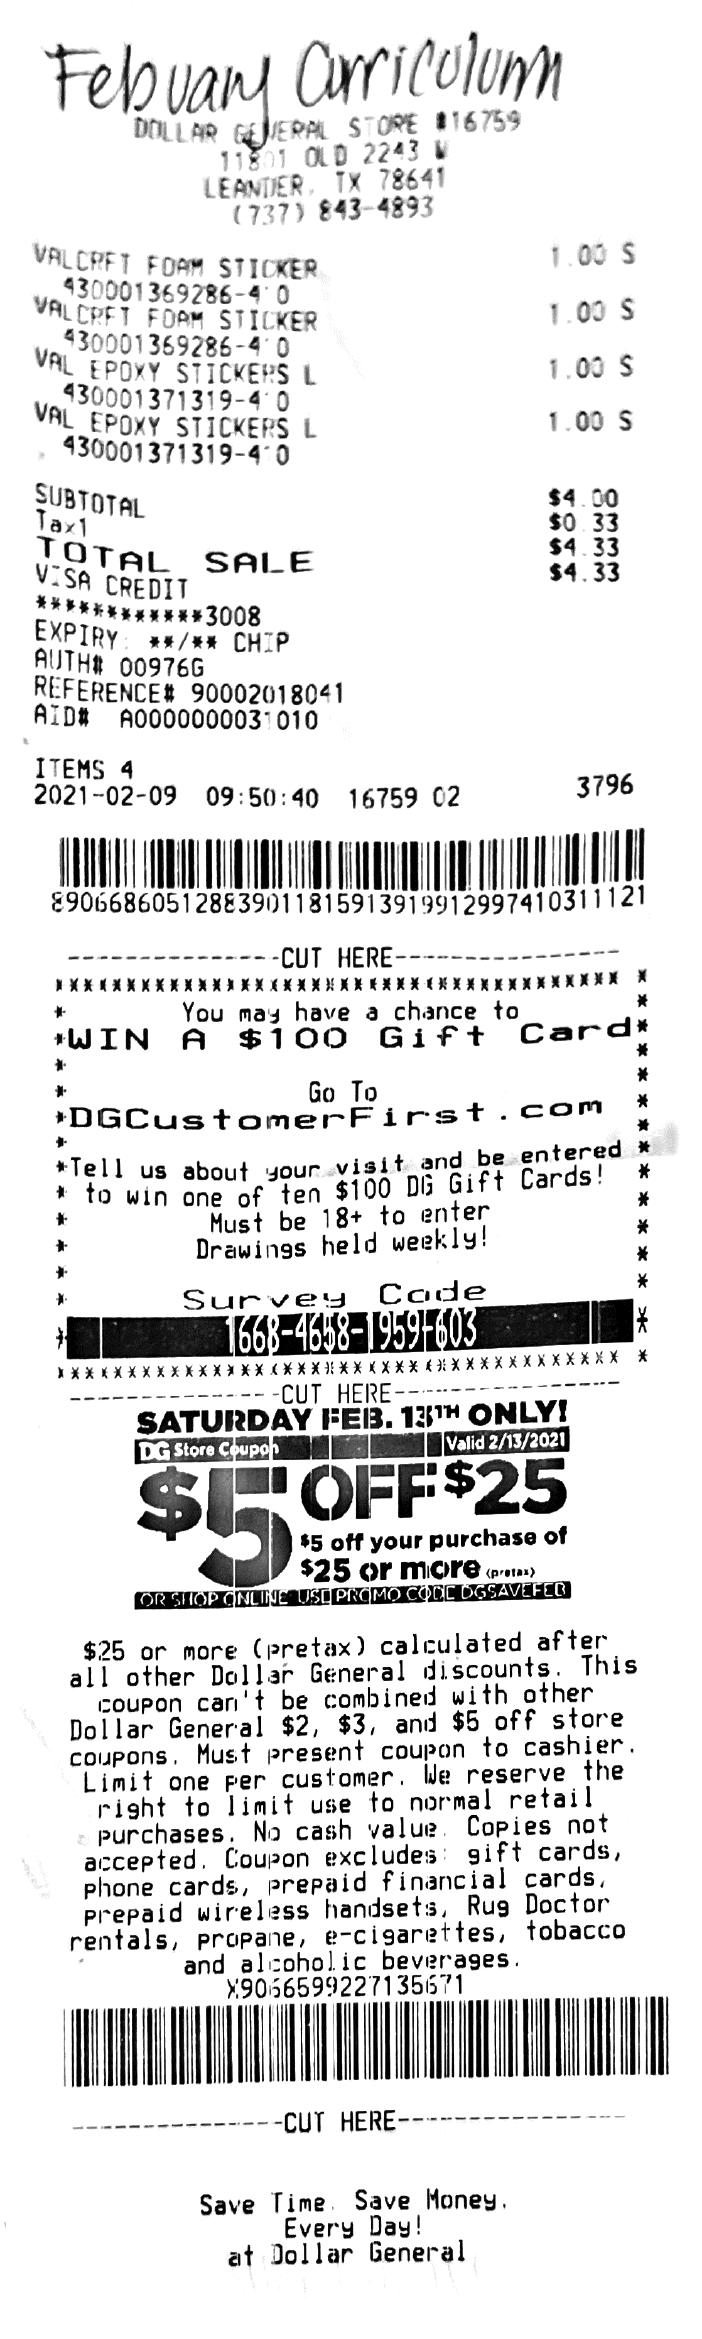 Febuary Curriculum
DOLLAR GENERAL STORE #16759
11801 OLD 2243 W
LEANDER, TX 78641
(737) 843-4893
VALCRFT FOAM STICKER 1.00 S
430001369286-410
VALCRFT FOAM STICKER 1.00 S
430001369286-410
VAL EPOXY STICKERS L 1.00 S
430001371319-410
VAL EPOXY STICKERS L 1.00 S
430001371319-410
SUBTOTAL $4.00
Tax1 $0.33
TOTAL SALE $4.33
VISA CREDIT $4.33
************3008
EXPIRY: **/** CHIP
AUTH# 00976G
REFERENCE# 90002018041
AID# A0000000031010
ITEMS 4
2021-02-09 09:50:40 16759 02 3796
890668605128839011815913919912997410311121
---------------CUT HERE----------------
You may have a chance to
WIN A $100 Gift Card
Go To
DGCustomerFirst.com
Tell us about your visit and be entered
to win one of ten $100 DG Gift Cards!
Must be 18+ to enter
Drawings held weekly!
Survey Code
1668-4658-1959-603
---------------CUT HERE----------------
SATURDAY FEB. 13TH ONLY!
DG Store Coupon Valid 2/13/2021
$5 OFF $25
$5 off your purchase of
$25 or more (pretax)
OR SHOP ONLINE: USE PROMO CODE DGSAVEFEB
$25 or more (pretax) calculated after
all other Dollar General discounts. This
coupon can't be combined with other
Dollar General $2, $3, and $5 off store
coupons. Must present coupon to cashier.
Limit one per customer. We reserve the
right to limit use to normal retail
purchases. No cash value. Copies not
accepted. Coupon excludes: gift cards,
phone cards, prepaid financial cards,
prepaid wireless handsets, Rug Doctor
rentals, propane, e-cigarettes, tobacco
and alcoholic beverages.
X9066599227135671
---------------CUT HERE----------------
Save Time. Save Money.
Every Day!
at Dollar General